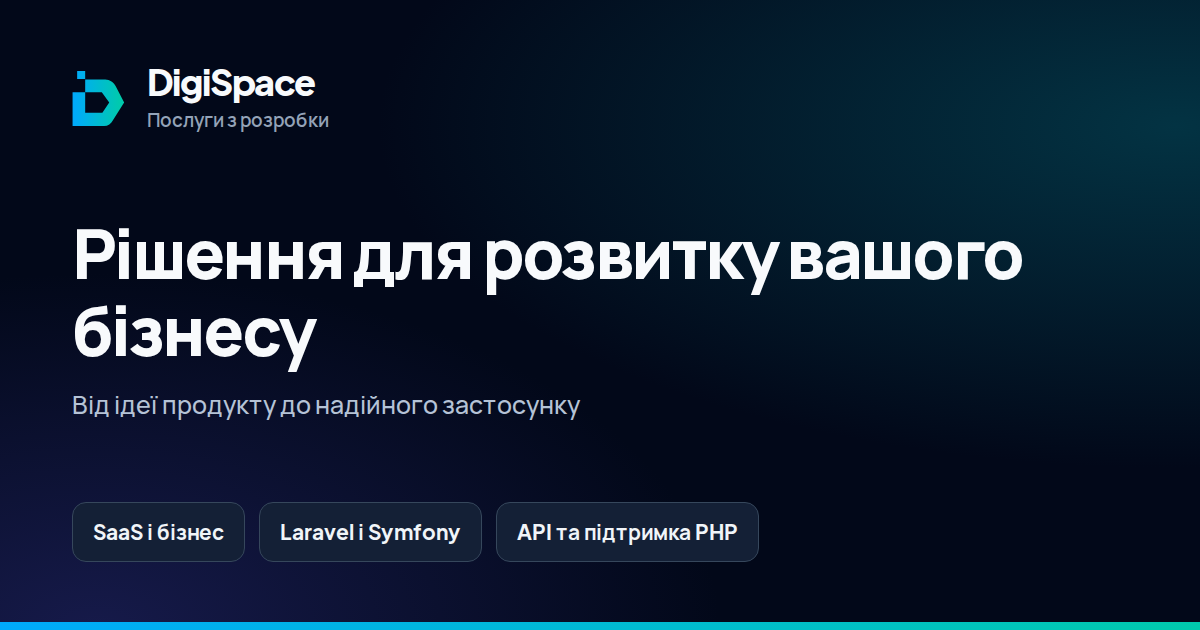 DigiSpace
Послуги з розробки
Рішення для розвитку вашого
бізнесу
Від ідеї продукту до надійного застосунку
SaaS і бізнес
Laravel і Symfony
API та підтримка PHP